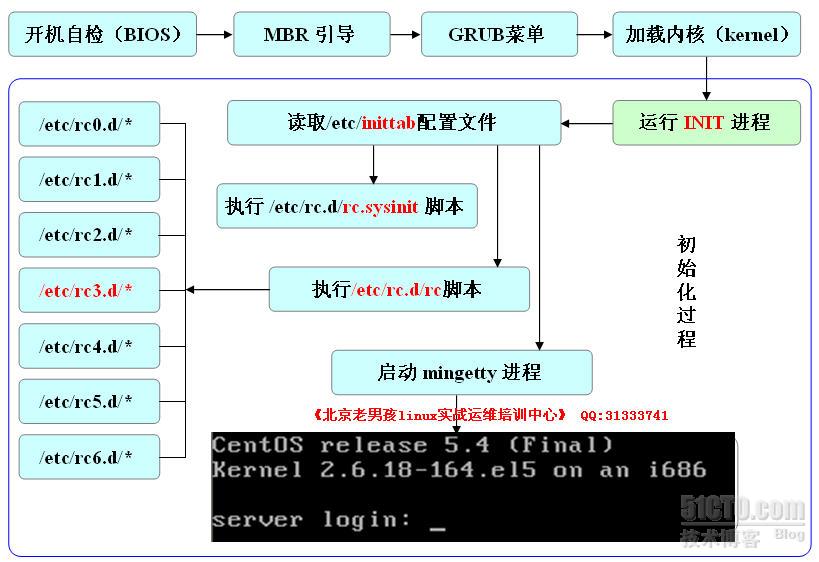 开机自检（BIOS）
MBR 引导
GRUB菜单
加载内核（kernel）
运行 INIT 进程
读取/etc/inittab配置文件
执行 /etc/rc.d/rc.sysinit 脚本
执行/etc/rc.d/rc脚本
/etc/rc0.d/*
/etc/rc1.d/*
/etc/rc2.d/*
/etc/rc3.d/*
/etc/rc4.d/*
/etc/rc5.d/*
/etc/rc6.d/*
初始化过程
启动 mingetty 进程
《北京老男孩linux实战运维培训中心》 QQ:31333741
CentOS release 5.4 (Final)
Kernel 2.6.18-164.el5 on an i686
server login: _
51CTO.com
技术博客 Blog